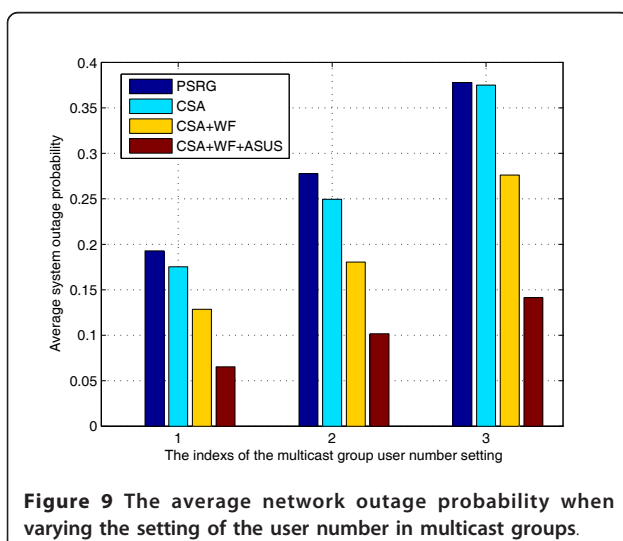 0.4
0.35
0.3
0.25
0.2
0.15
0.1
0.05
0
Average system outage probability
PSRG
CSA
CSA+WF
CSA+WF+ASUS
1 2 3
The indexs of the multicast group user number setting
Figure 9 The average network outage probability when
varying the setting of the user number in multicast groups.